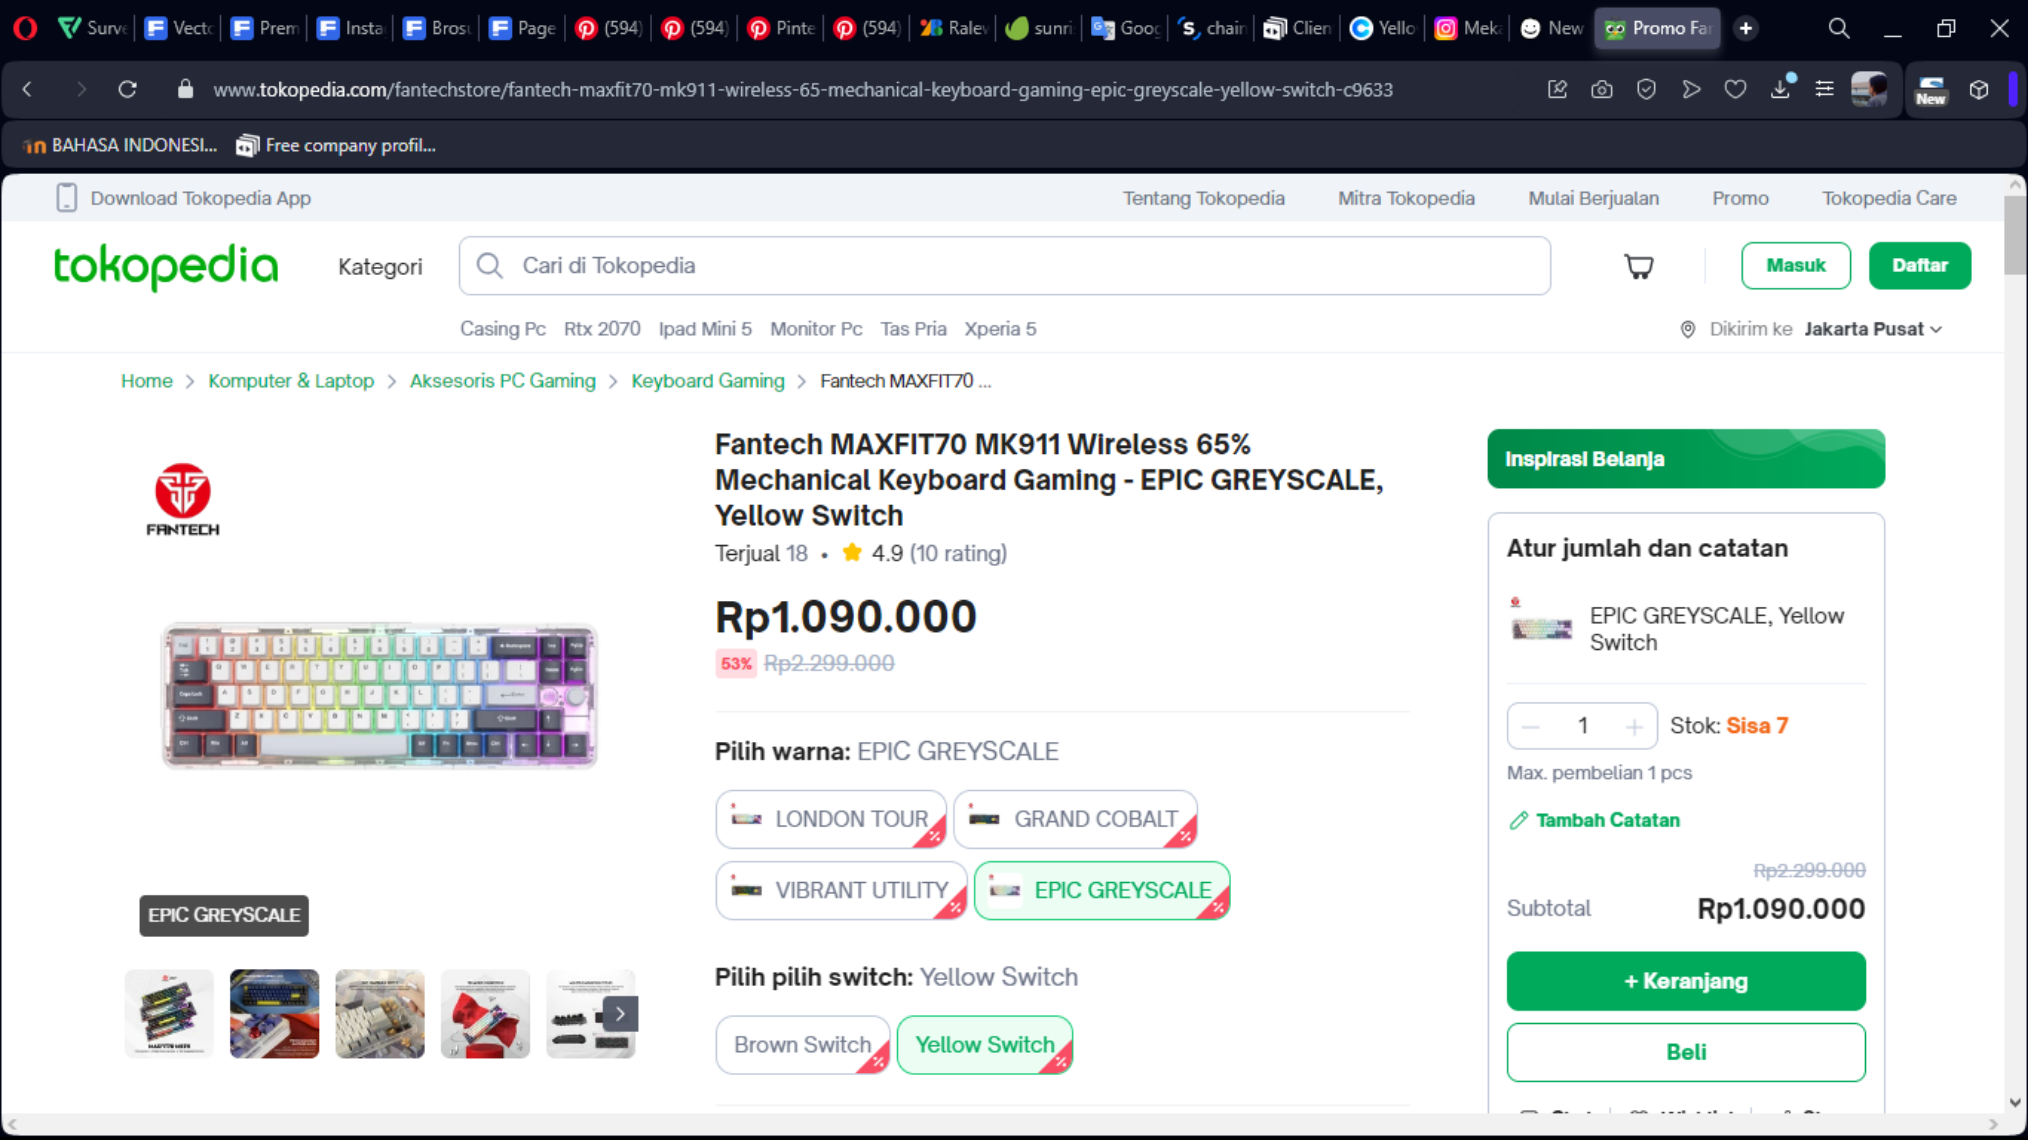 Surve
Vecto
Prem
Insta
Bros
Page
(594)
(594)
Pinte
(594)
Ralev
sunri
Goog
chain
Clien
Yello
Meka
New
Promo Fan
www.tokopedia.com/fantechstore/fantech-maxfit70-mk911-wireless-65-mechanical-keyboard-gaming-epic-greyscale-yellow-switch-c9633
New
BAHASA INDONESI...
Free company profil...
Download Tokopedia App
Tentang Tokopedia
Mitra Tokopedia
Mulai Berjualan
Promo
Tokopedia Care
tokopedia
Kategori
Cari di Tokopedia
Masuk
Daftar
Casing Pc
Rtx 2070
Ipad Mini 5
Monitor Pc
Tas Pria
Xperia 5
Dikirim ke Jakarta Pusat
Home > Komputer & Laptop > Aksesoris PC Gaming > Keyboard Gaming > Fantech MAXFIT70 ...
FANTECH
EPIC GREYSCALE
Fantech MAXFIT70 MK911 Wireless 65%
Mechanical Keyboard Gaming - EPIC GREYSCALE,
Yellow Switch
Terjual 18 • 4.9 (10 rating)
Rp1.090.000
53% Rp2.299.000
Pilih warna: EPIC GREYSCALE
LONDON TOUR
GRAND COBALT
VIBRANT UTILITY
EPIC GREYSCALE
Pilih pilih switch: Yellow Switch
Brown Switch
Yellow Switch
Inspirasi Belanja
Atur jumlah dan catatan
EPIC GREYSCALE, Yellow
Switch
1
Stok: Sisa 7
Max. pembelian 1 pcs
Tambah Catatan
Rp2.299.000
Subtotal
Rp1.090.000
+ Keranjang
Beli